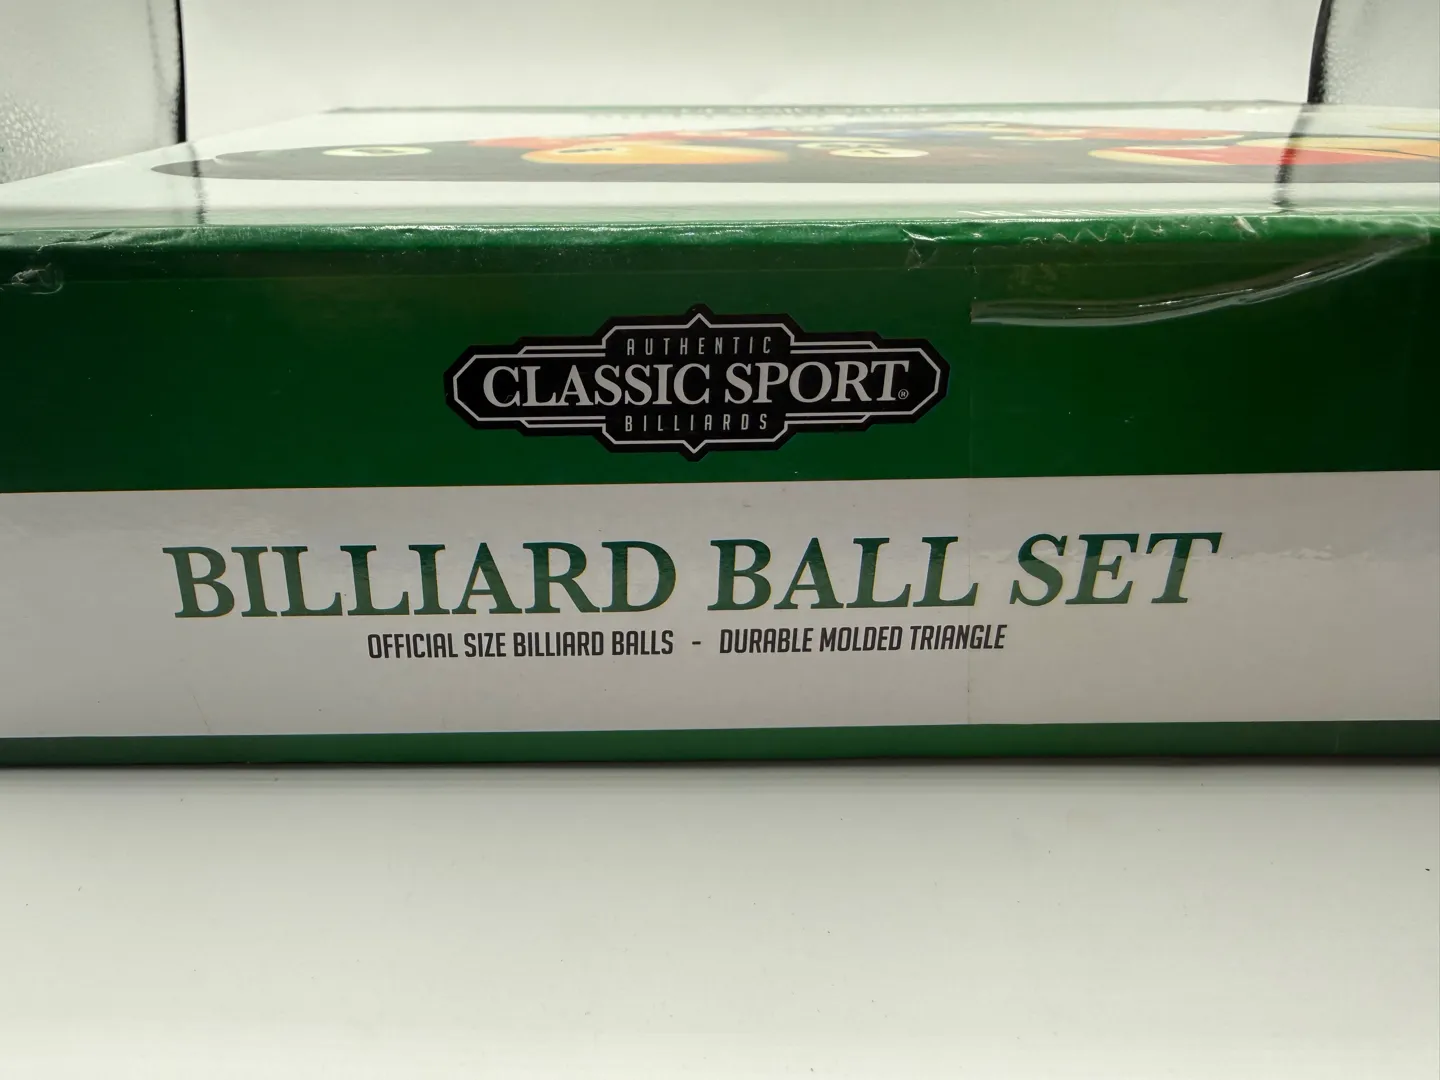 AUTHENTIC
CLASSIC SPORT®
BILLIARDS
BILLIARD BALL SET
OFFICIAL SIZE BILLIARD BALLS - DURABLE MOLDED TRIANGLE